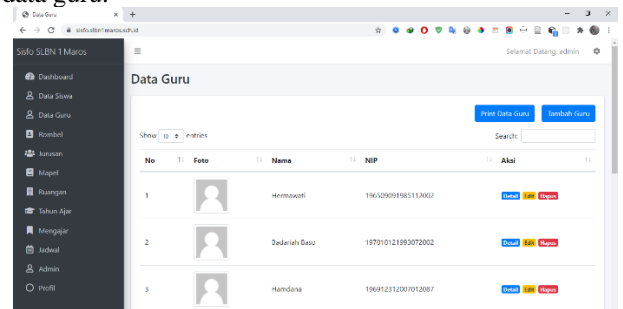 data guru.
Data Guru
sisfo.slbn1maros.sch.id
Sisfo SLBN 1 Maros
Selamat Datang, admin
Dashboard
Data Siswa
Data Guru
Rombel
Jurusan
Mapel
Ruangan
Tahun Ajar
Mengajar
Jadwal
Admin
Profil
Data Guru
Print Data Guru Tambah Guru
Show 10 entries Search:
No Foto Nama NIP Aksi
1 Hermawati 196509091985112002 Detail Edit Hapus
2 Badariah Baso 197010121993072002 Detail Edit Hapus
3 Hamdana 196912312007012087 Detail Edit Hapus